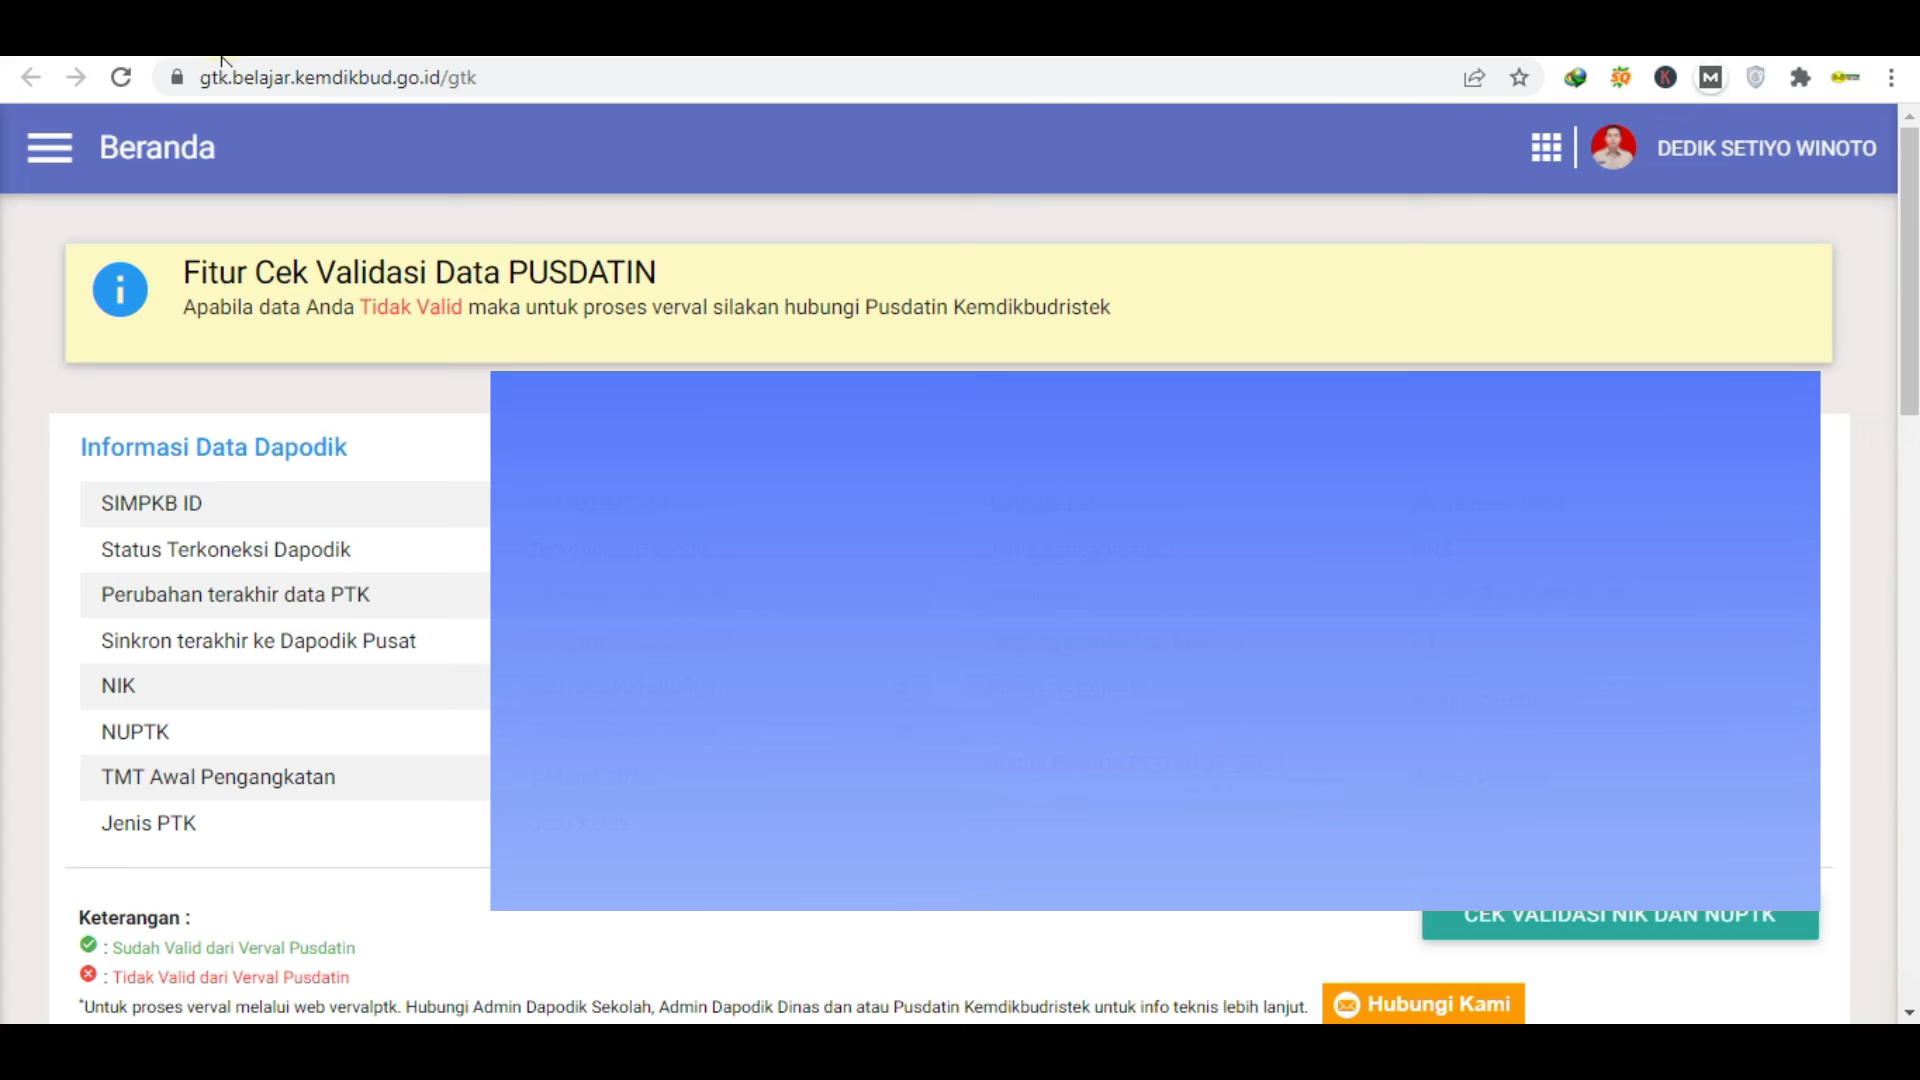 gtk.belajar.kemdikbud.go.id/gtk
Beranda
DEDIK SETIYO WINOTO
Fitur Cek Validasi Data PUSDATIN
Apabila data Anda Tidak Valid maka untuk proses verval silakan hubungi Pusdatin Kemdikbudristek
Informasi Data Dapodik
SIMPKB ID
Status Terkoneksi Dapodik
Perubahan terakhir data PTK
Sinkron terakhir ke Dapodik Pusat
NIK
NUPTK
TMT Awal Pengangkatan
Jenis PTK
Keterangan :
: Sudah Valid dari Verval Pusdatin
: Tidak Valid dari Verval Pusdatin
CEK VALIDASI NIK DAN NUPTK
*Untuk proses verval melalui web vervalptk. Hubungi Admin Dapodik Sekolah, Admin Dapodik Dinas dan atau Pusdatin Kemdikbudristek untuk info teknis lebih lanjut.
Hubungi Kami